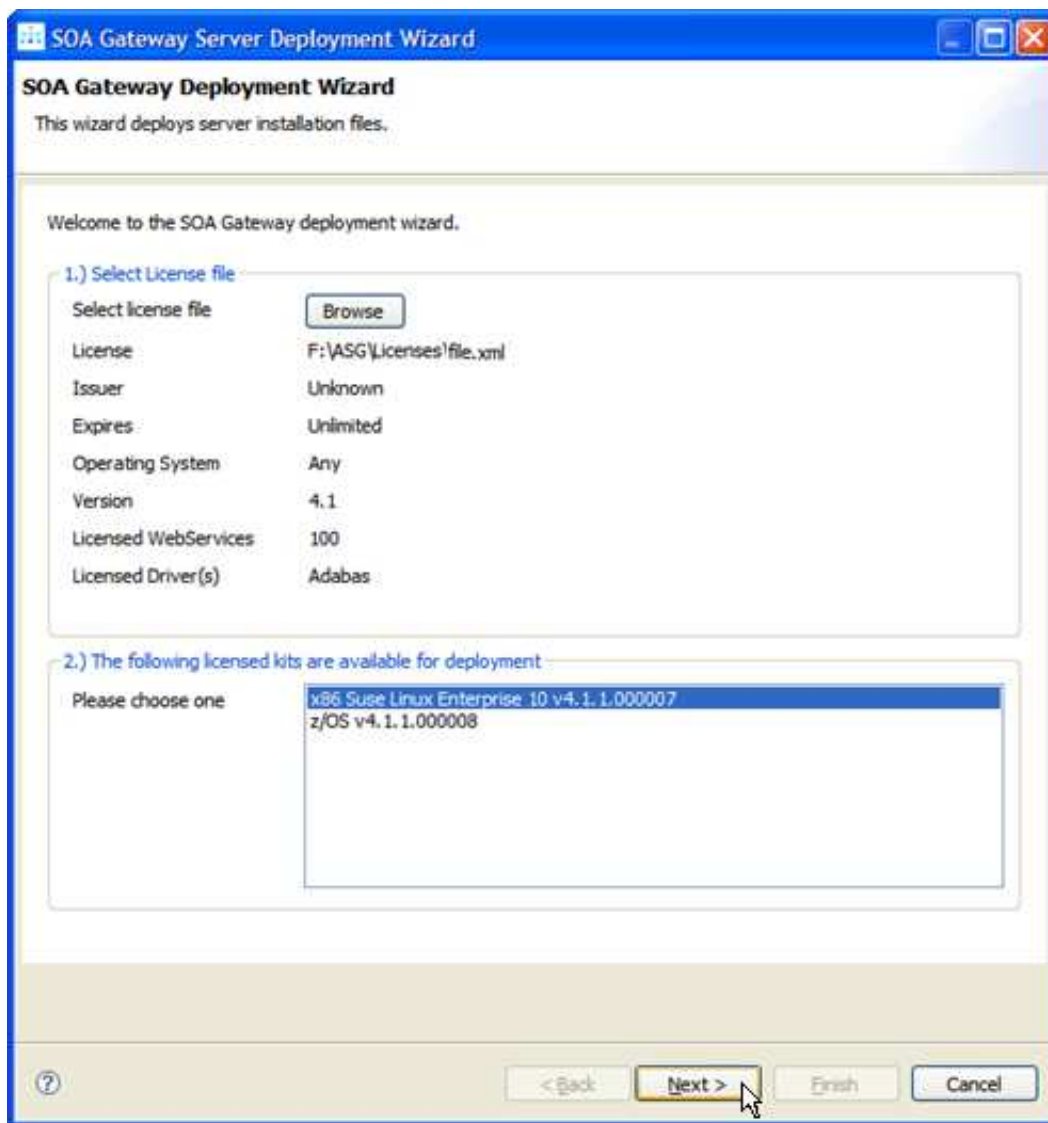 SOA Gateway Server Deployment Wizard
SOA Gateway Deployment Wizard
This wizard deploys server installation files.
Welcome to the SOA Gateway deployment wizard.
1.) Select License file
Select license file Browse
License F:\ASG\Licenses\file.xml
Issuer Unknown
Expires Unlimited
Operating System Any
Version 4.1
Licensed WebServices 100
Licensed Driver(s) Adabas
2.) The following licensed kits are available for deployment
Please choose one x86 Suse Linux Enterprise 10 v4.1.1.000007
z/OS v4.1.1.000008
? < Back Next > Finish Cancel